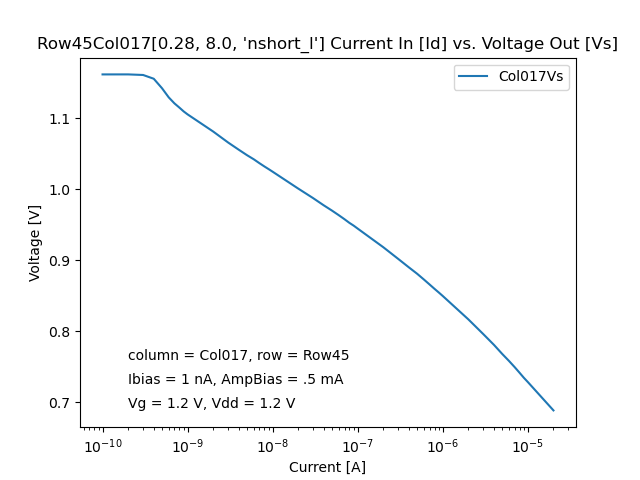 Row45Col017[0.28, 8.0, 'nshort_l'] Current In [Id] vs. Voltage Out [Vs]
Col017Vs
Voltage [V]
1.1
1.0
0.9
0.8
0.7
column = Col017, row = Row45
Ibias = 1 nA, AmpBias = .5 mA
Vg = 1.2 V, Vdd = 1.2 V
10⁻¹⁰ 10⁻⁹ 10⁻⁸ 10⁻⁷ 10⁻⁶ 10⁻⁵
Current [A]